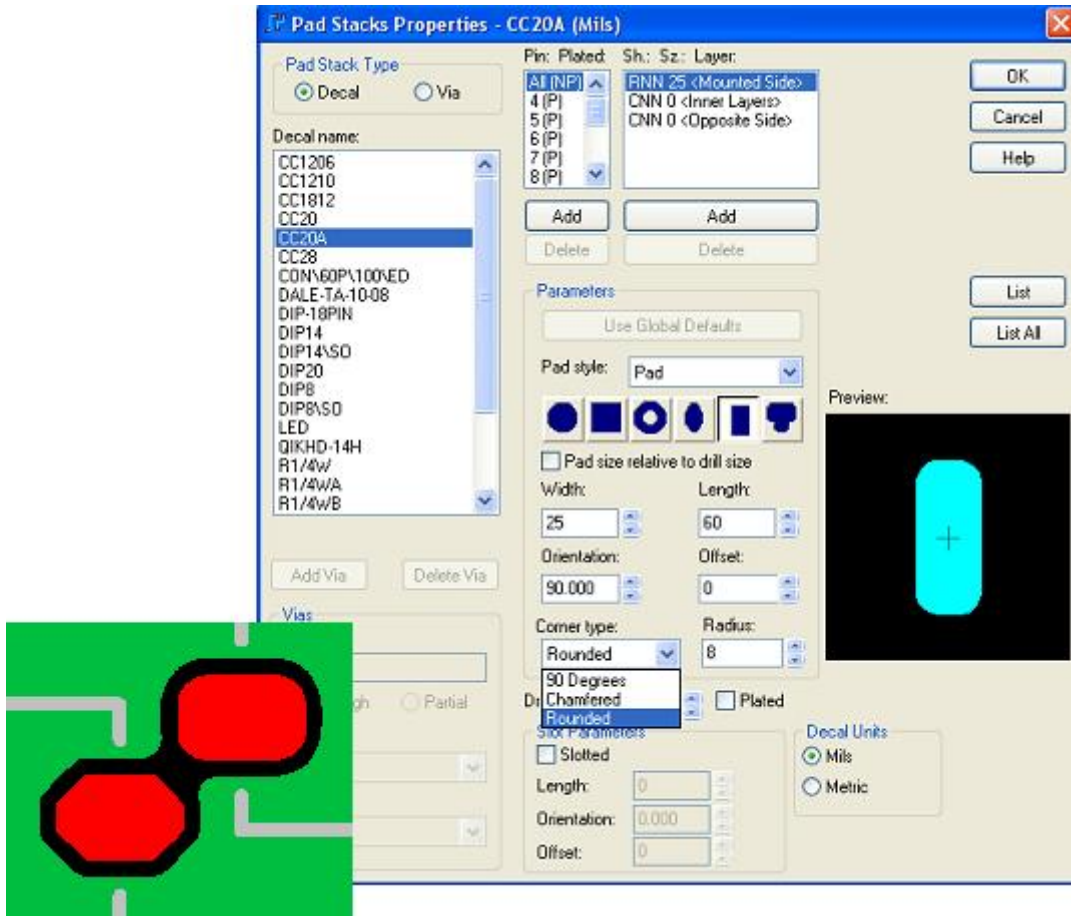 Pad Stacks Properties - CC20A (Mils)
Pad Stack Type
Decal
Via
Decal name:
CC1206
CC1210
CC1812
CC20
CC20A
CC28
CON\60P\100\ED
DALE-TA-10-08
DIP-18PIN
DIP14
DIP14\SO
DIP20
DIP8
DIP8\SO
LED
QIKHD-14H
R1/4W
R1/4WA
R1/4WB
Add Via
Delete Via
Vias
Partial
Pin: Plated:
All (NP)
4 (P)
5 (P)
6 (P)
7 (P)
8 (P)
Add
Delete
Sh.: Sz.: Layer:
RNN 25 <Mounted Side>
CNN 0 <Inner Layers>
CNN 0 <Opposite Side>
Add
Delete
Parameters
Use Global Defaults
Pad style:
Pad
Pad size relative to drill size
Width:
Length:
25
60
Orientation:
Offset:
90.000
0
Corner type:
Radius:
Rounded
8
90 Degrees
Chamfered
Rounded
Plated
Slot Parameters
Slotted
Length:
0
Orientation:
0.000
Offset:
0
OK
Cancel
Help
List
List All
Preview:
Decal Units
Mils
Metric